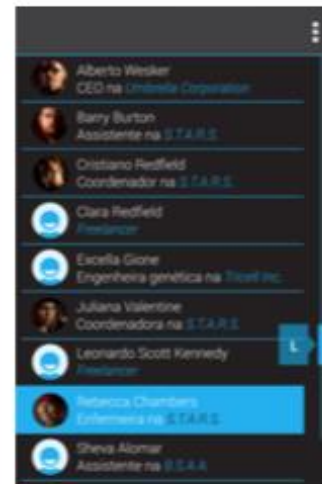 Alberto Wesker
CEO na Umbrella Corporation
Barry Burton
Assistente na S.T.A.R.S.
Cristiano Redfield
Coordenador na S.T.A.R.S.
Clara Redfield
Freelancer
Excella Gione
Engenheira genética na Tricell Inc.
Juliana Valentine
Coordenadora na S.T.A.R.S.
Leonardo Scott Kennedy
L
Freelancer
Rebecca Chambers
Enfermeira na S.T.A.R.S.
Sheva Alomar
Assistente na B.S.A.A.